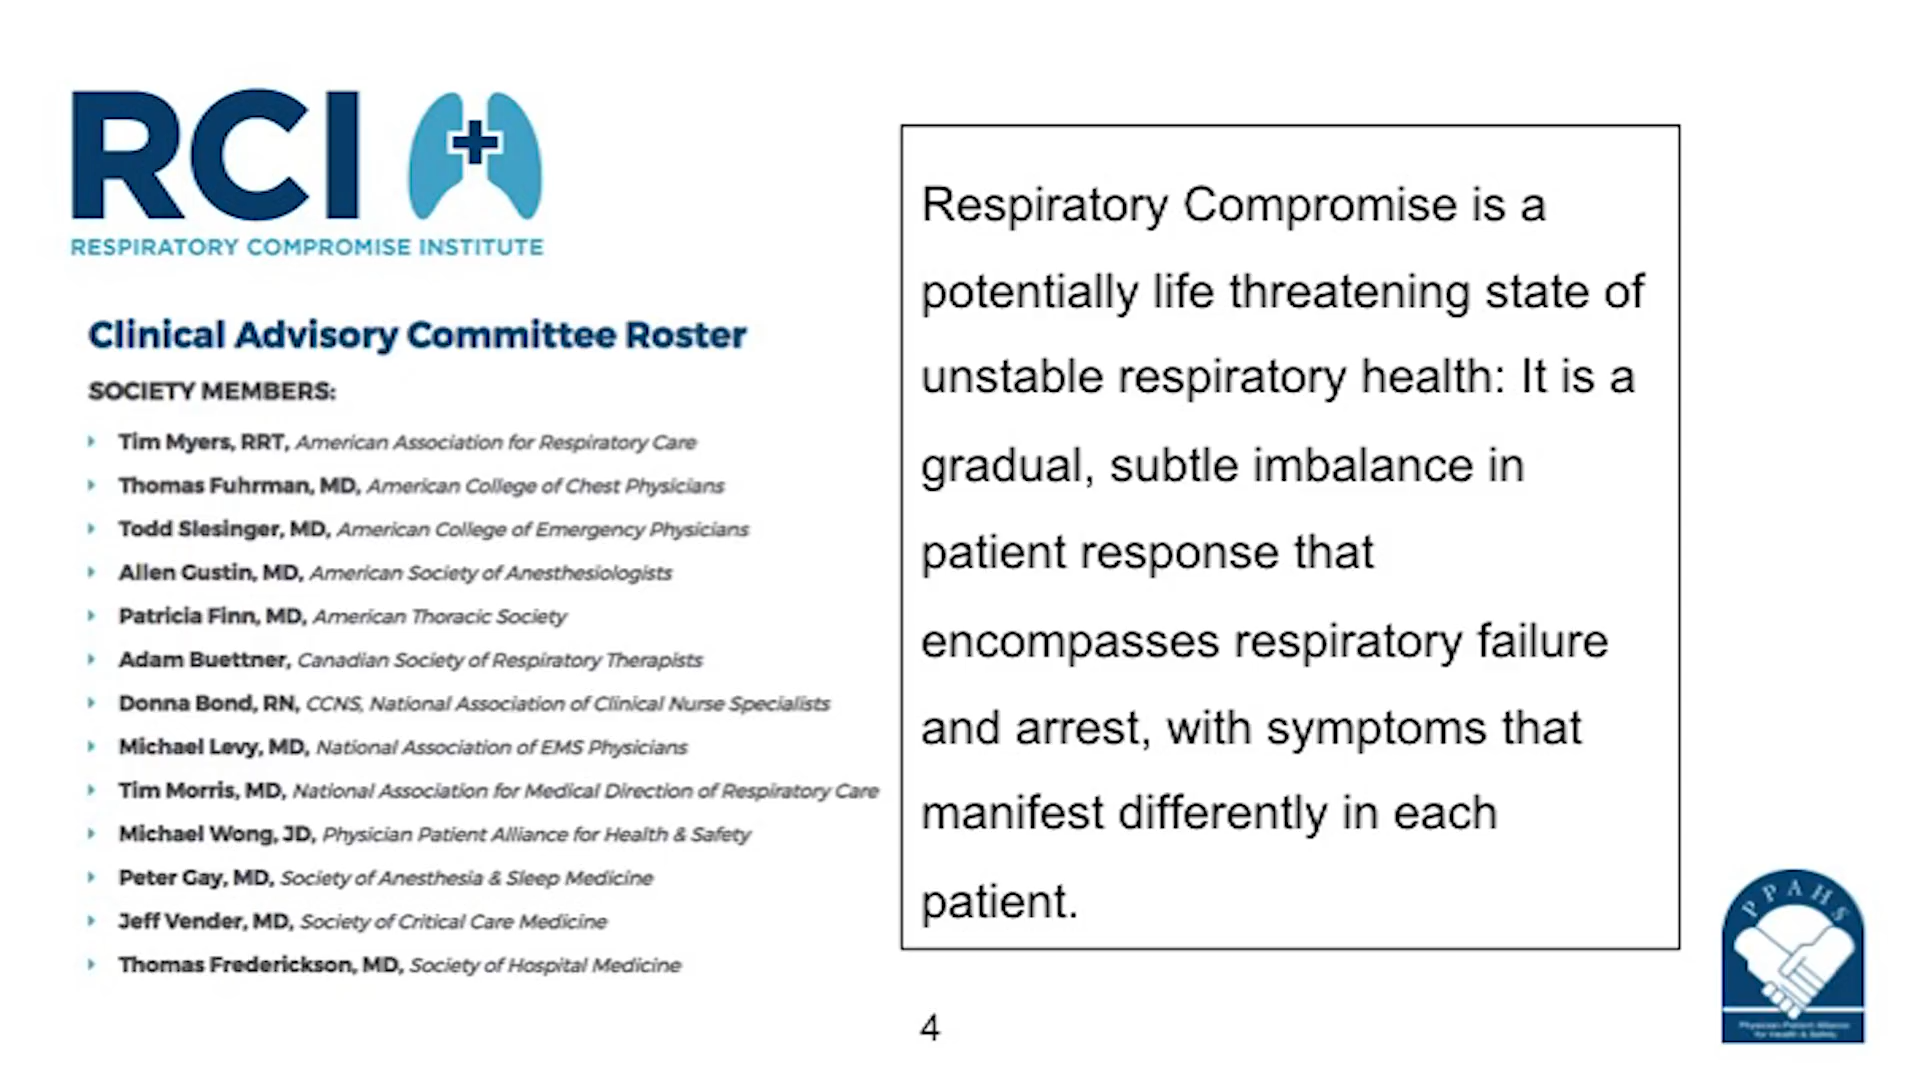 RCI
RESPIRATORY COMPROMISE INSTITUTE
Clinical Advisory Committee Roster
SOCIETY MEMBERS:
Tim Myers, RRT, American Association for Respiratory Care
Thomas Fuhrman, MD, American College of Chest Physicians
Todd Slesinger, MD, American College of Emergency Physicians
Allen Gustin, MD, American Society of Anesthesiologists
Patricia Finn, MD, American Thoracic Society
Adam Buettner, Canadian Society of Respiratory Therapists
Donna Bond, RN, CCNS, National Association of Clinical Nurse Specialists
Michael Levy, MD, National Association of EMS Physicians
Tim Morris, MD, National Association for Medical Direction of Respiratory Care
Michael Wong, JD, Physician Patient Alliance for Health & Safety
Peter Gay, MD, Society of Anesthesia & Sleep Medicine
Jeff Vender, MD, Society of Critical Care Medicine
Thomas Frederickson, MD, Society of Hospital Medicine
Respiratory Compromise is a
potentially life threatening state of
unstable respiratory health: It is a
gradual, subtle imbalance in
patient response that
encompasses respiratory failure
and arrest, with symptoms that
manifest differently in each
patient.
4
PPAHS
Physician-Patient Alliance
for Health & Safety